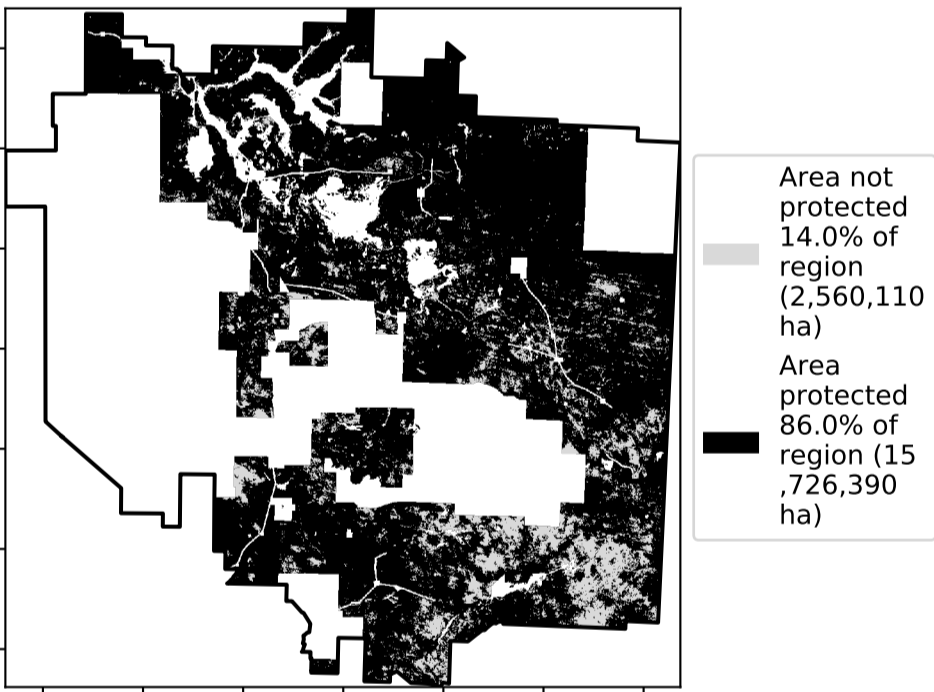 Area not
protected
14.0% of
region
(2,560,110
ha)
Area
protected
86.0% of
region (15
,726,390
ha)